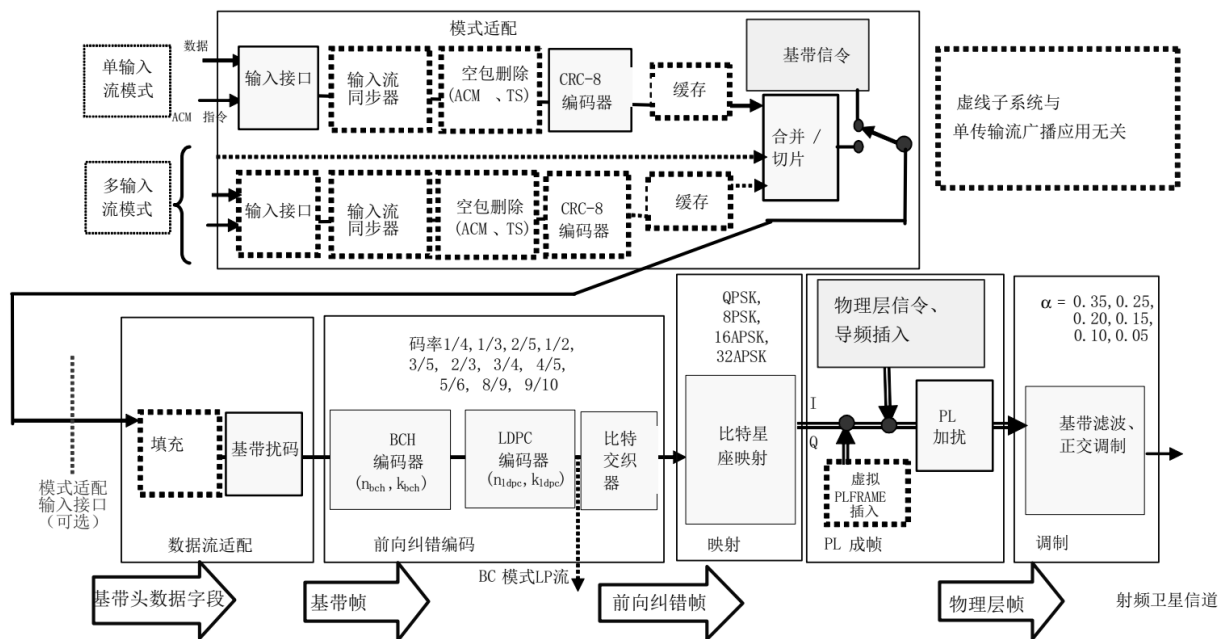 模式适配
数据
单输入
流模式
ACM 指令
输入接口
输入流
同步器
空包删除
(ACM 、TS)
CRC-8
编码器
缓存
基带信令
合并 /
切片
虚线子系统与
单传输流广播应用无关
多输入
流模式
输入接口
输入流
同步器
空包删除
(ACM 、TS)
CRC-8
编码器
缓存
模式适配
输入接口
(可选)
填充
基带扰码
数据流适配
码率1/4, 1/3, 2/5, 1/2,
3/5, 2/3, 3/4, 4/5,
5/6, 8/9, 9/10
BCH
编码器
(nbch, kbch)
LDPC
编码器
(nldpc, kldpc)
比特
交织
器
前向纠错编码
BC 模式LP流
QPSK,
8PSK,
16APSK,
32APSK
比特星
座映射
映射
物理层信令、
导频插入
I
Q
虚拟
PLFRAME
插入
PL
加扰
PL 成帧
α = 0.35, 0.25,
0.20, 0.15,
0.10, 0.05
基带滤波、
正交调制
调制
基带头数据字段
基带帧
前向纠错帧
物理层帧
射频卫星信道